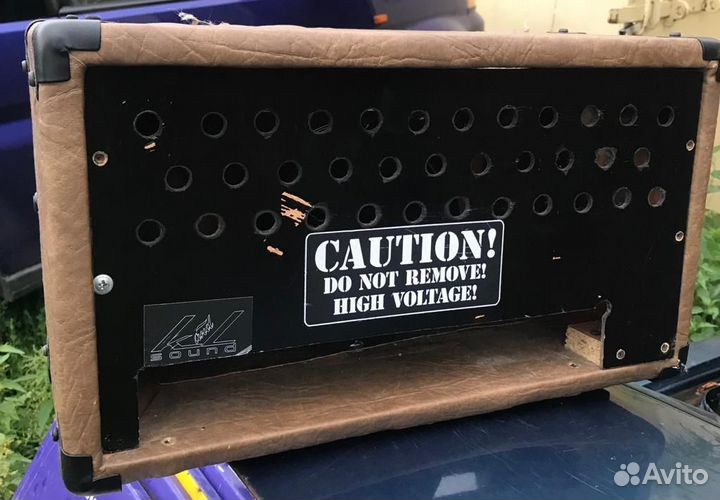 CAUTION!
DO NOT REMOVE!
HIGH VOLTAGE!
sound
Avito